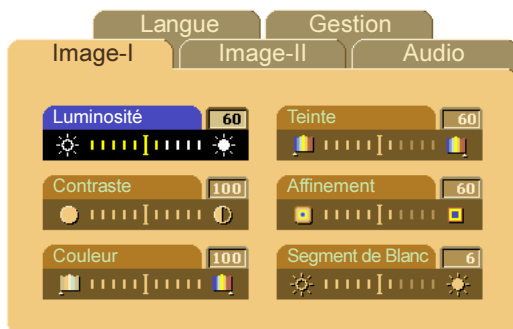 Langue Gestion
Image-I Image-II Audio
Luminosité 60
Teinte 60
Contraste 100
Affinement 60
Couleur 100
Segment de Blanc 6